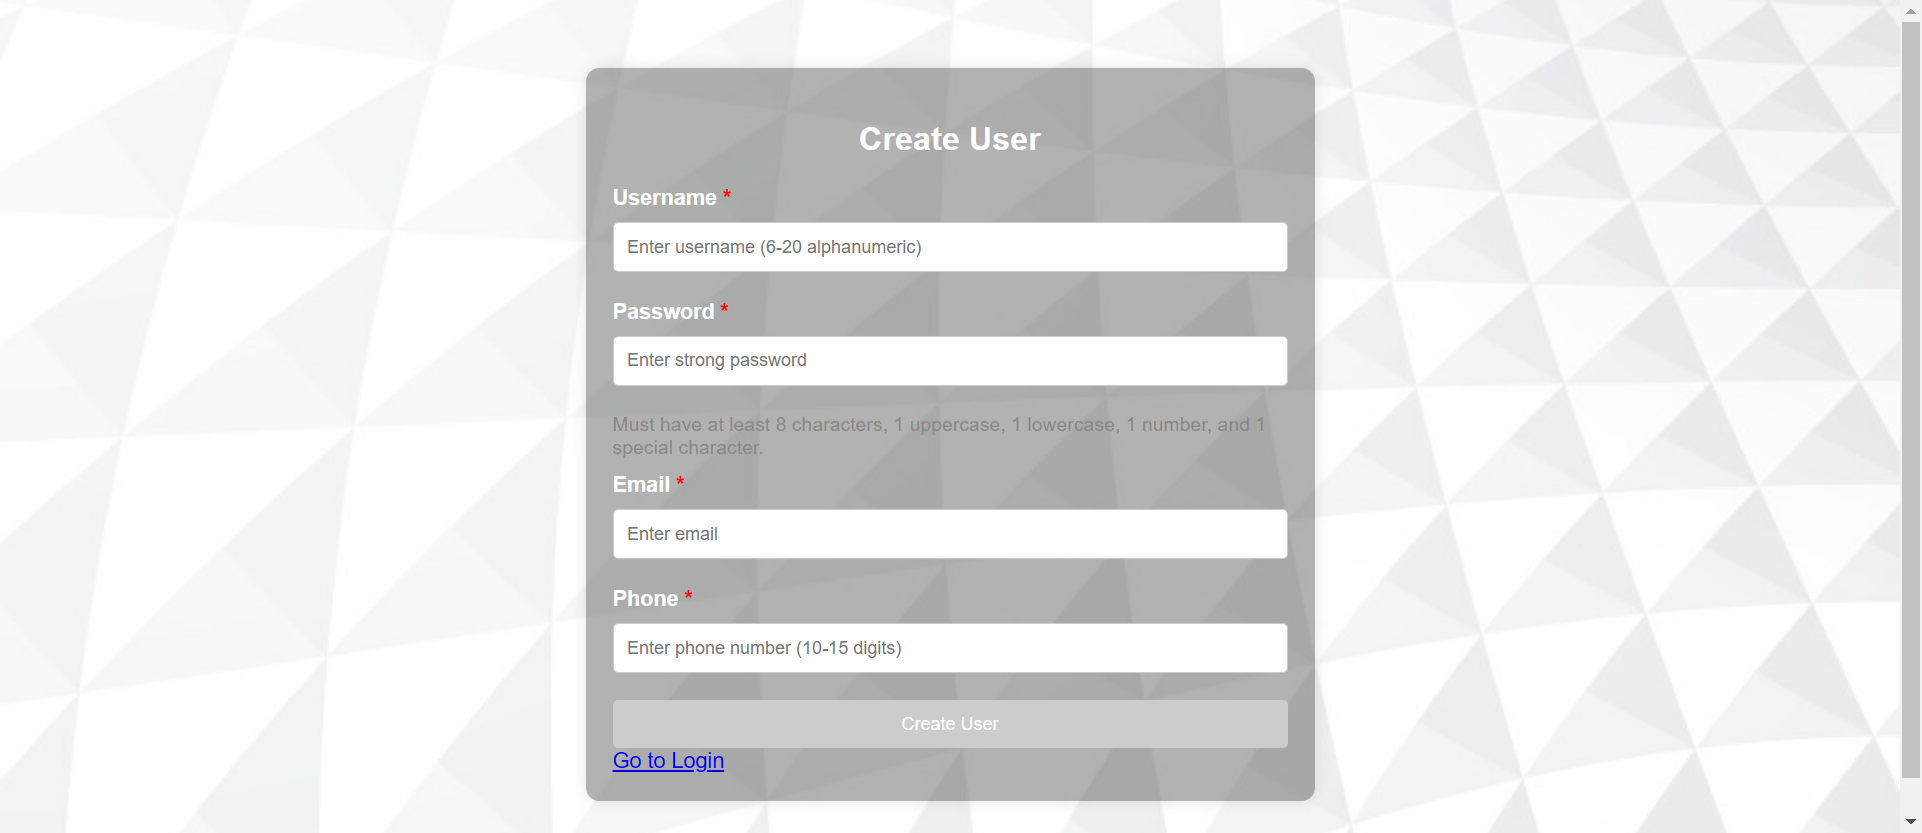 Create User
Username *
Enter username (6-20 alphanumeric)
Password *
Enter strong password
Must have at least 8 characters, 1 uppercase, 1 lowercase, 1 number, and 1
special character.
Email *
Enter email
Phone *
Enter phone number (10-15 digits)
Create User
Go to Login